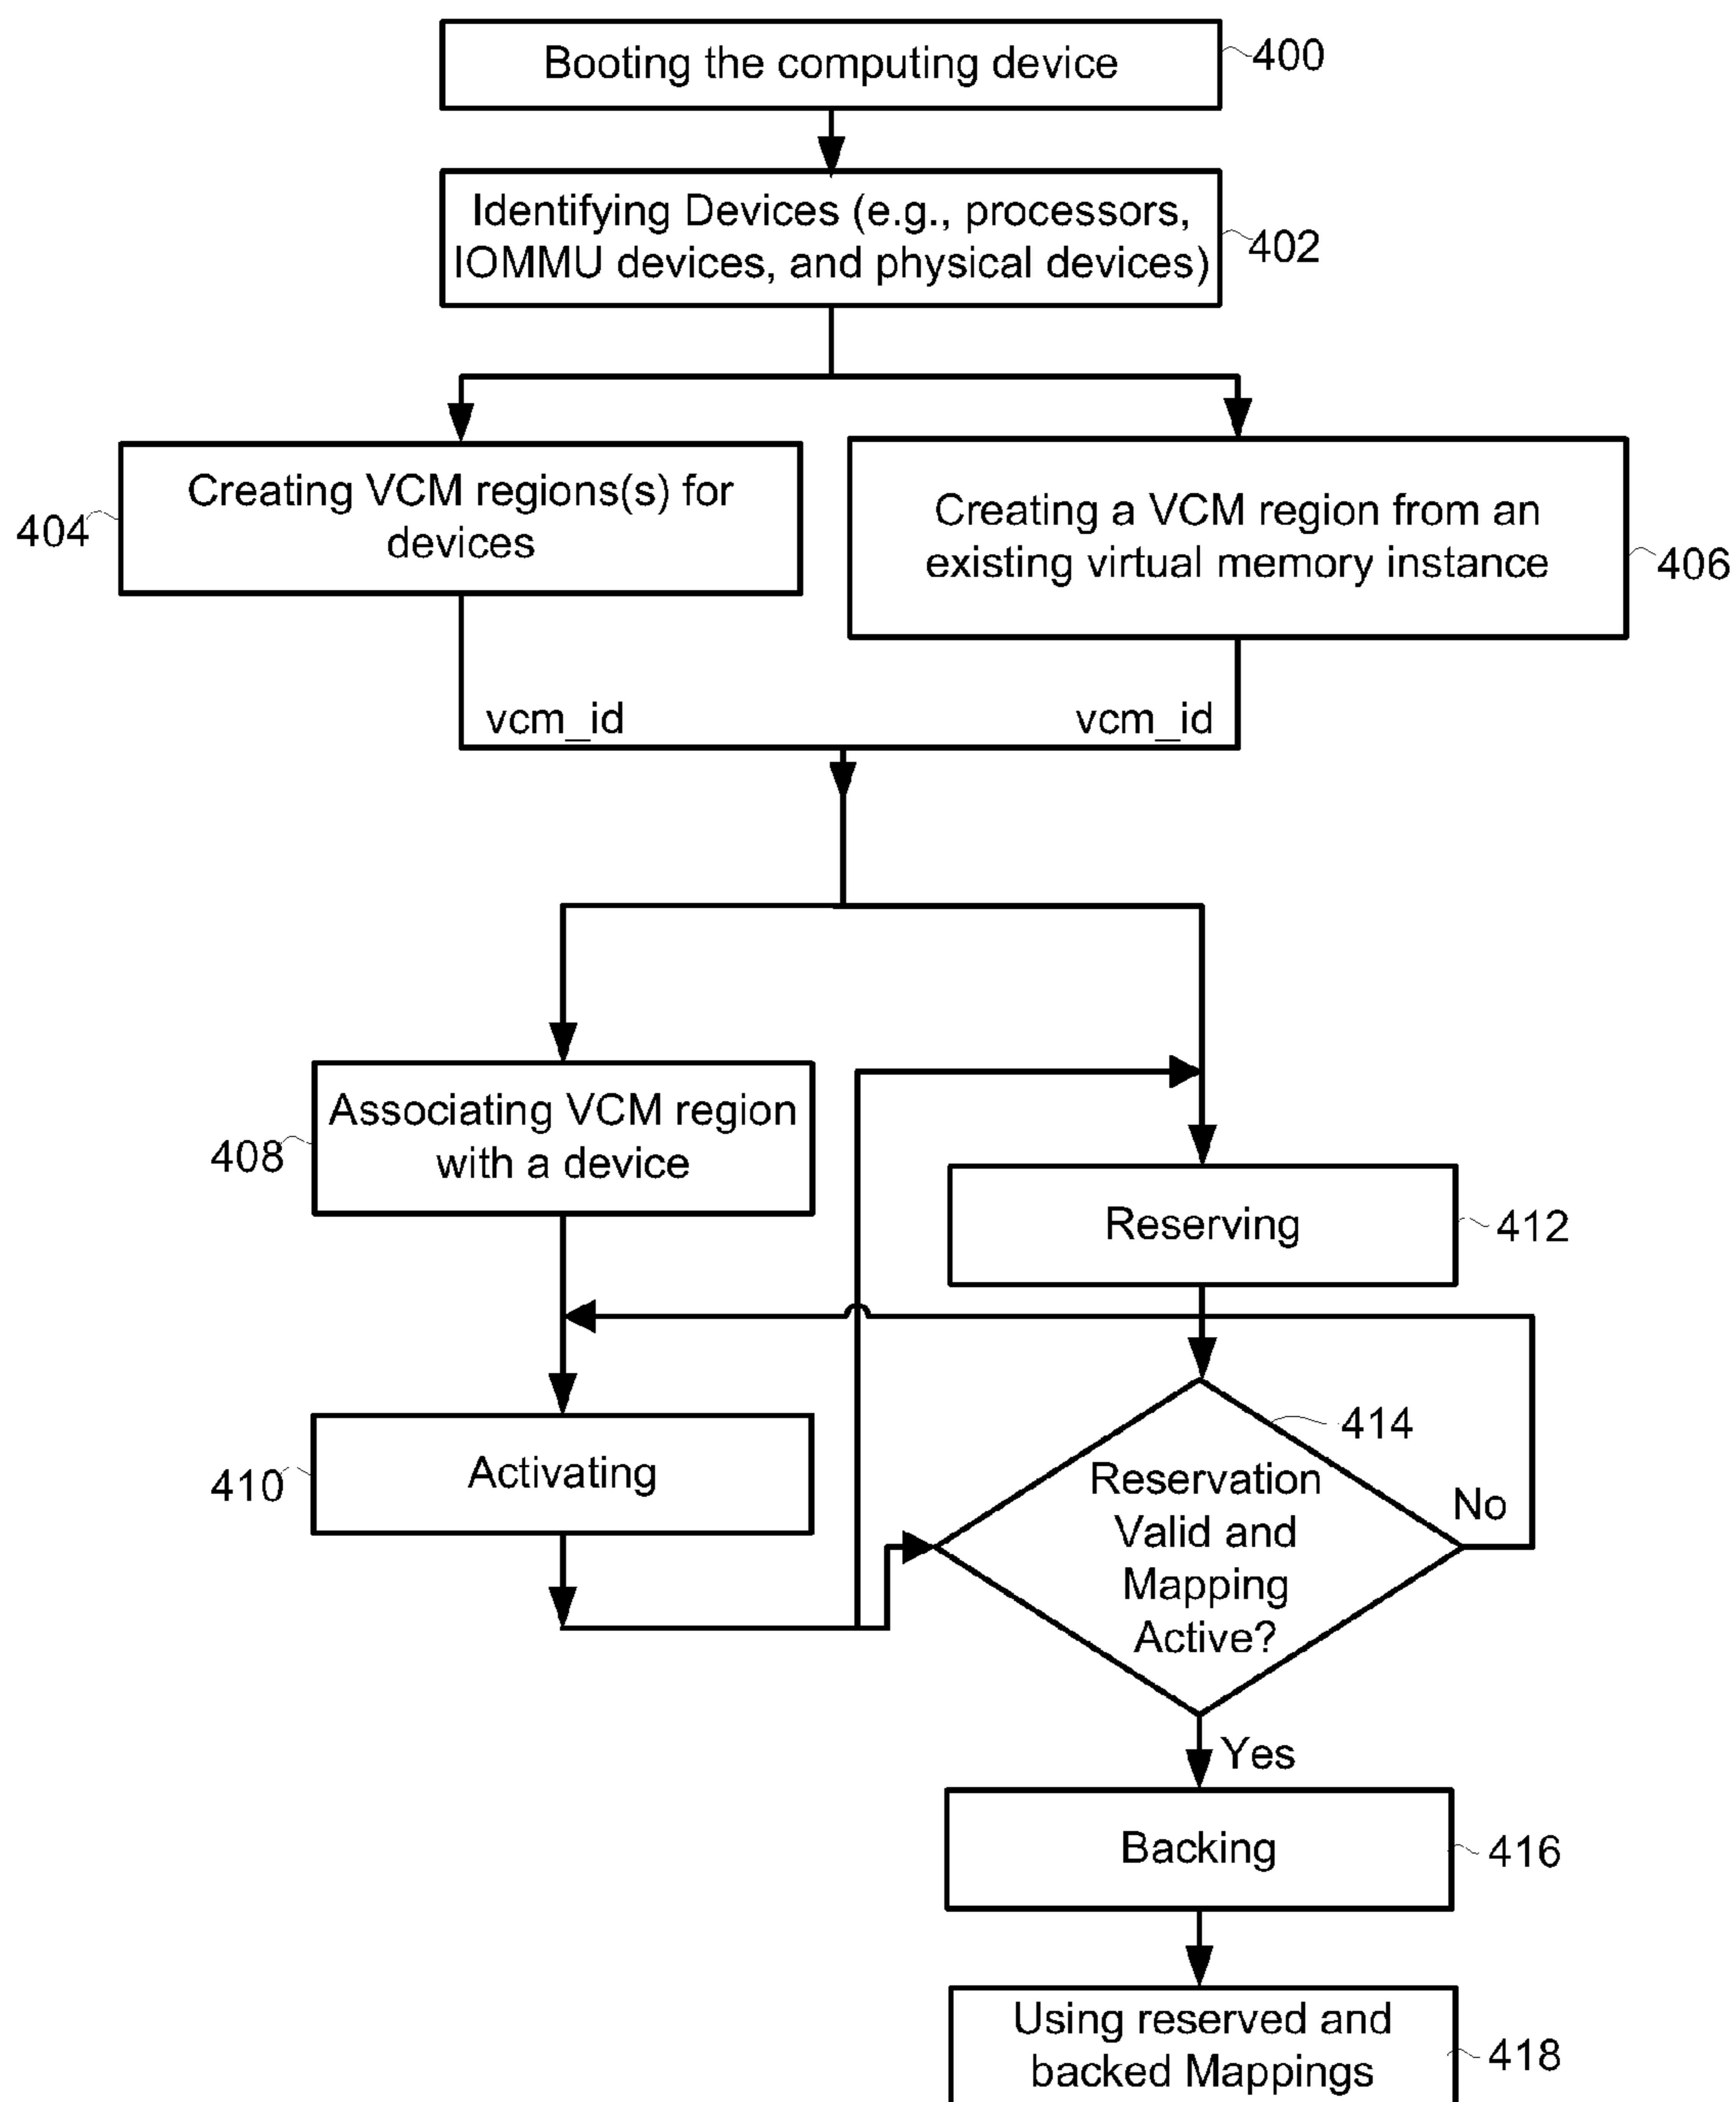 Booting the computing device
400
Identifying Devices (e.g., processors,
IOMMU devices, and physical devices)
402
Creating VCM regions(s) for
devices
404
Creating a VCM region from an
existing virtual memory instance
406
vcm_id
vcm_id
Associating VCM region
with a device
408
Reserving
412
Activating
410
414
Reservation
Valid and
Mapping
Active?
No
Yes
Backing
416
Using reserved and
backed Mappings
418